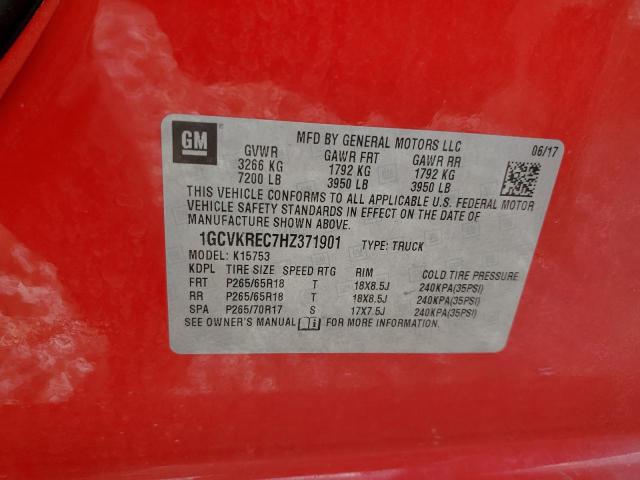 GM
MFD BY GENERAL MOTORS LLC
06/17
GVWR GAWR FRT GAWR RR
3266 KG 1792 KG 1792 KG
7200 LB 3950 LB 3950 LB
THIS VEHICLE CONFORMS TO ALL APPLICABLE U.S. FEDERAL MOTOR
VEHICLE SAFETY STANDARDS IN EFFECT ON THE DATE OF
MANUFACTURE SHOWN ABOVE.
1GCVKREC7HZ371901 TYPE: TRUCK
MODEL: K15753
KDPL TIRE SIZE SPEED RTG RIM COLD TIRE PRESSURE
FRT P265/65R18 T 18X8.5J 240KPA(35PSI)
RR P265/65R18 T 18X8.5J 240KPA(35PSI)
SPA P265/70R17 S 17X7.5J 240KPA(35PSI)
SEE OWNER'S MANUAL FOR MORE INFORMATION.